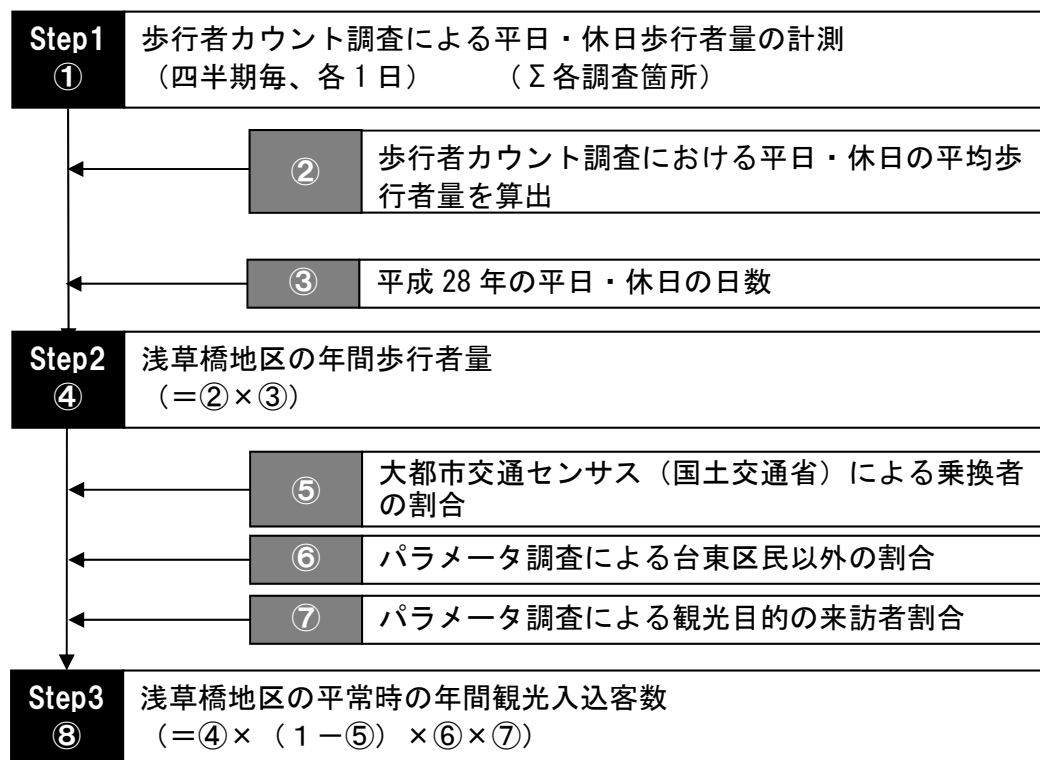 Step1 歩行者カウント調査による平日・休日歩行者量の計測
① （四半期毎、各１日） （Σ各調査箇所）
② 歩行者カウント調査における平日・休日の平均歩
行者量を算出
③ 平成 28 年の平日・休日の日数
Step2 浅草橋地区の年間歩行者量
④ （＝②×③）
⑤ 大都市交通センサス（国土交通省）による乗換者
の割合
⑥ パラメータ調査による台東区民以外の割合
⑦ パラメータ調査による観光目的の来訪者割合
Step3 浅草橋地区の平常時の年間観光入込客数
⑧ （＝④×（１－⑤）×⑥×⑦）